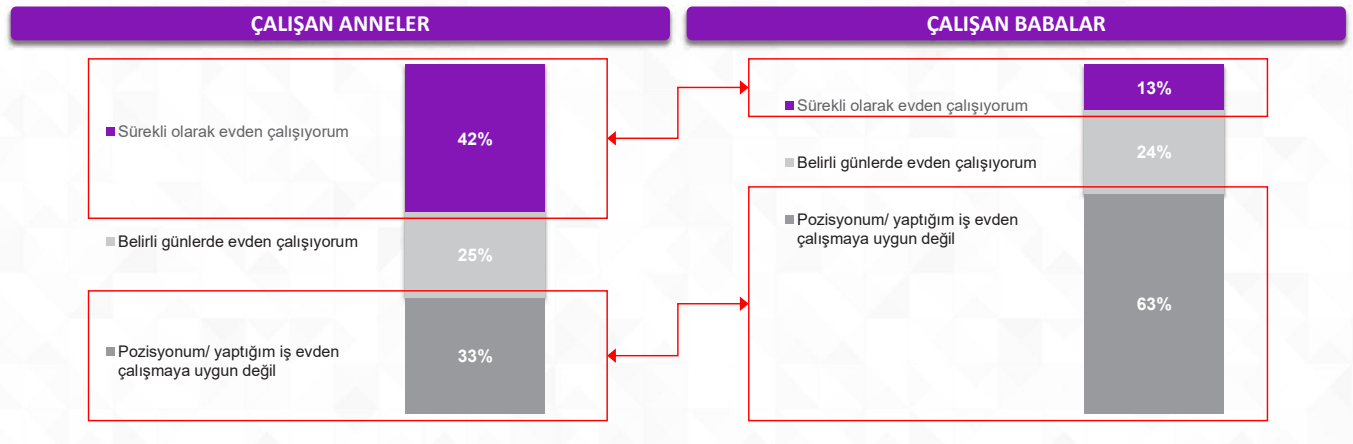 ÇALIŞAN ANNELER
Sürekli olarak evden çalışıyorum
42%
Belirli günlerde evden çalışıyorum
25%
Pozisyonum/ yaptığım iş evden
çalışmaya uygun değil
33%
ÇALIŞAN BABALAR
Sürekli olarak evden çalışıyorum
13%
Belirli günlerde evden çalışıyorum
24%
Pozisyonum/ yaptığım iş evden
çalışmaya uygun değil
63%